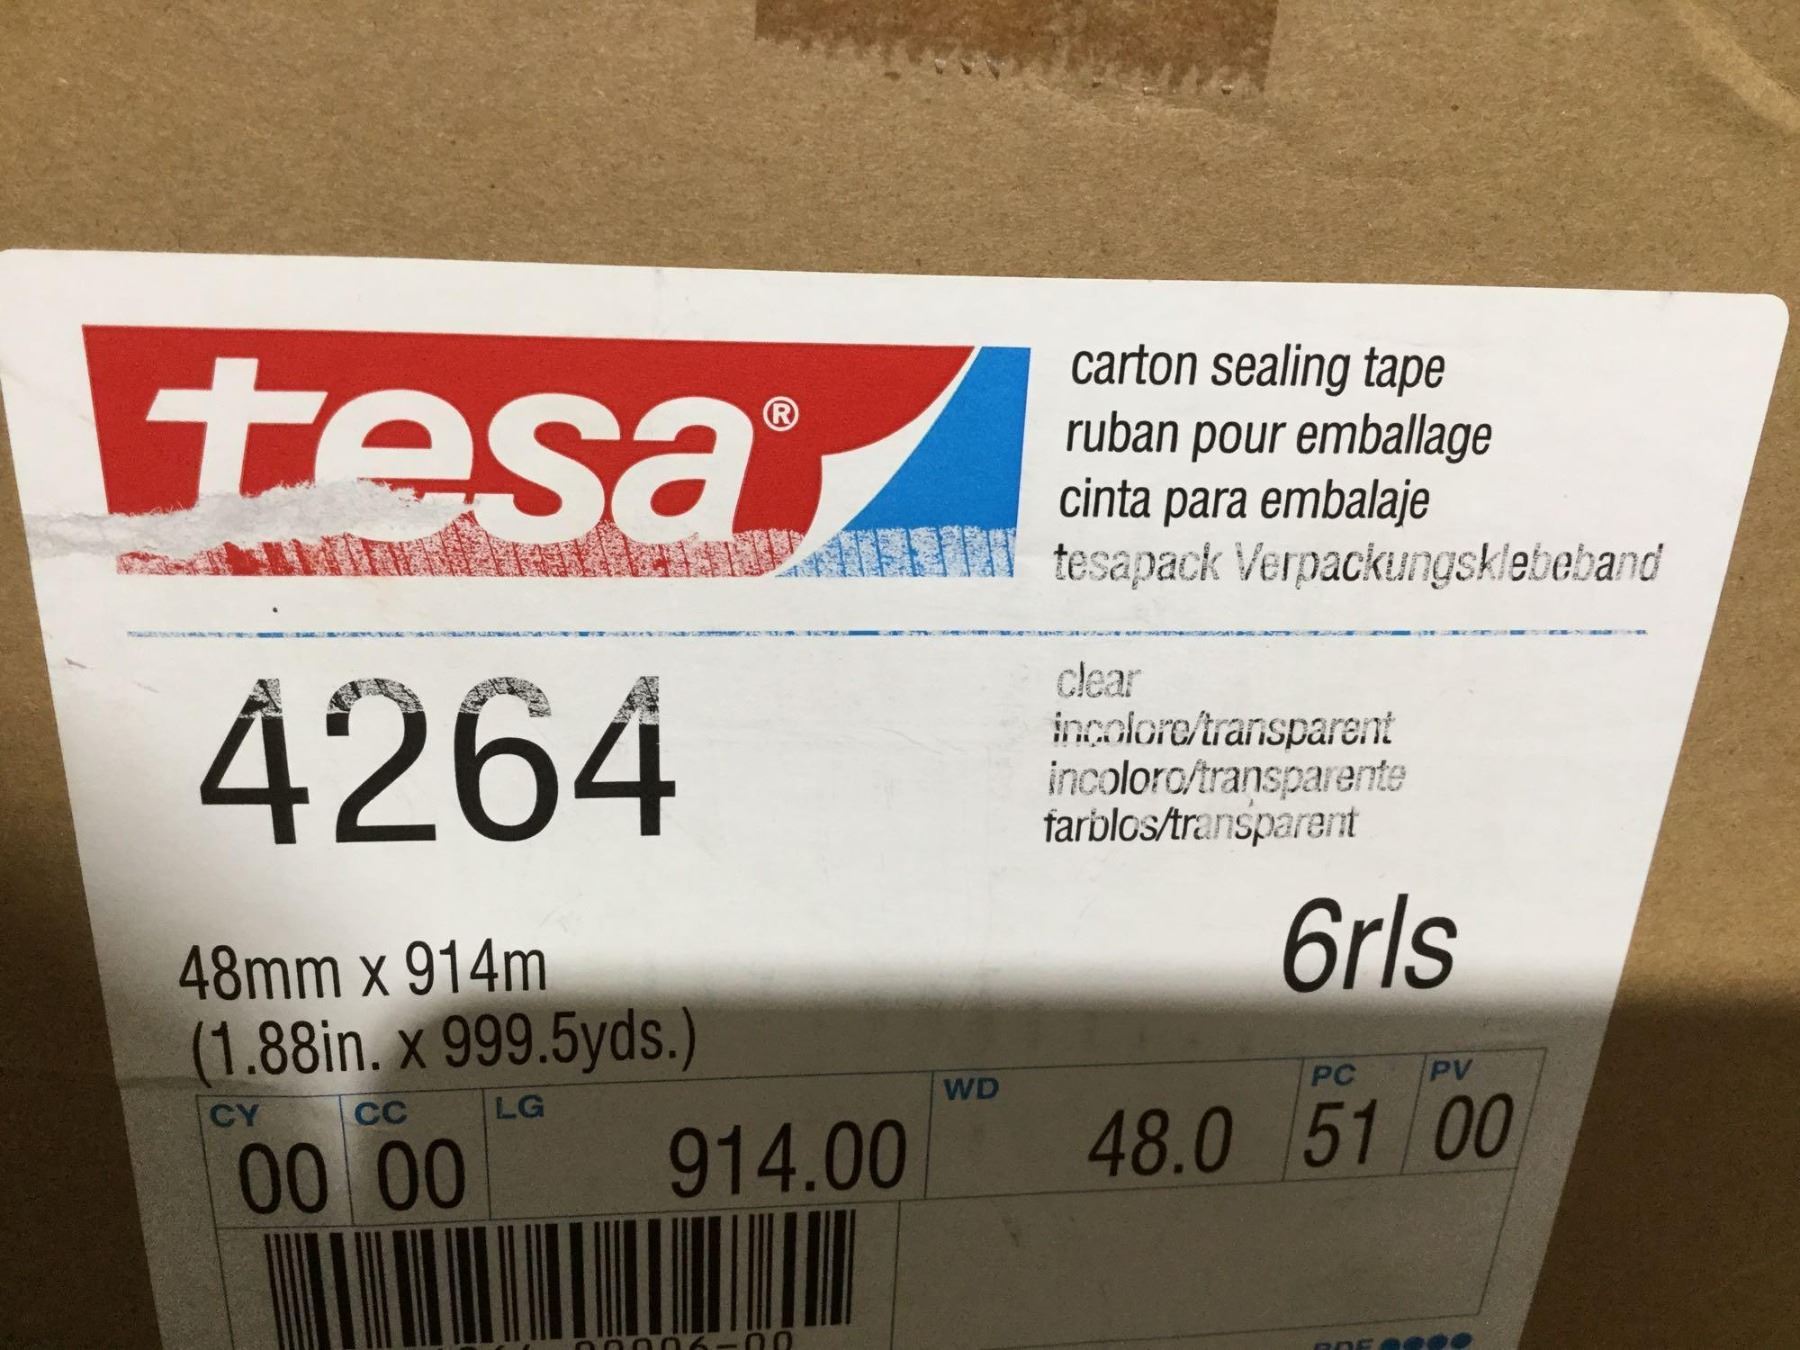 tesa®
carton sealing tape
ruban pour emballage
cinta para embalaje
tesapack Verpackungsklebeband
4264
clear
incolore/transparent
incoloro/transparente
farblos/transparent
6rls
48mm x 914m
(1.88in. x 999.5yds.)
CY CC LG WD PC PV
00 00 914.00 48.0 51 00